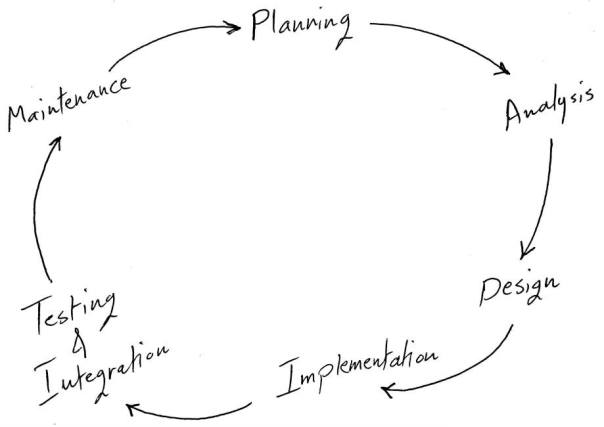 Planning
Analysis
Design
Implementation
Testing
&
Integration
Maintenance